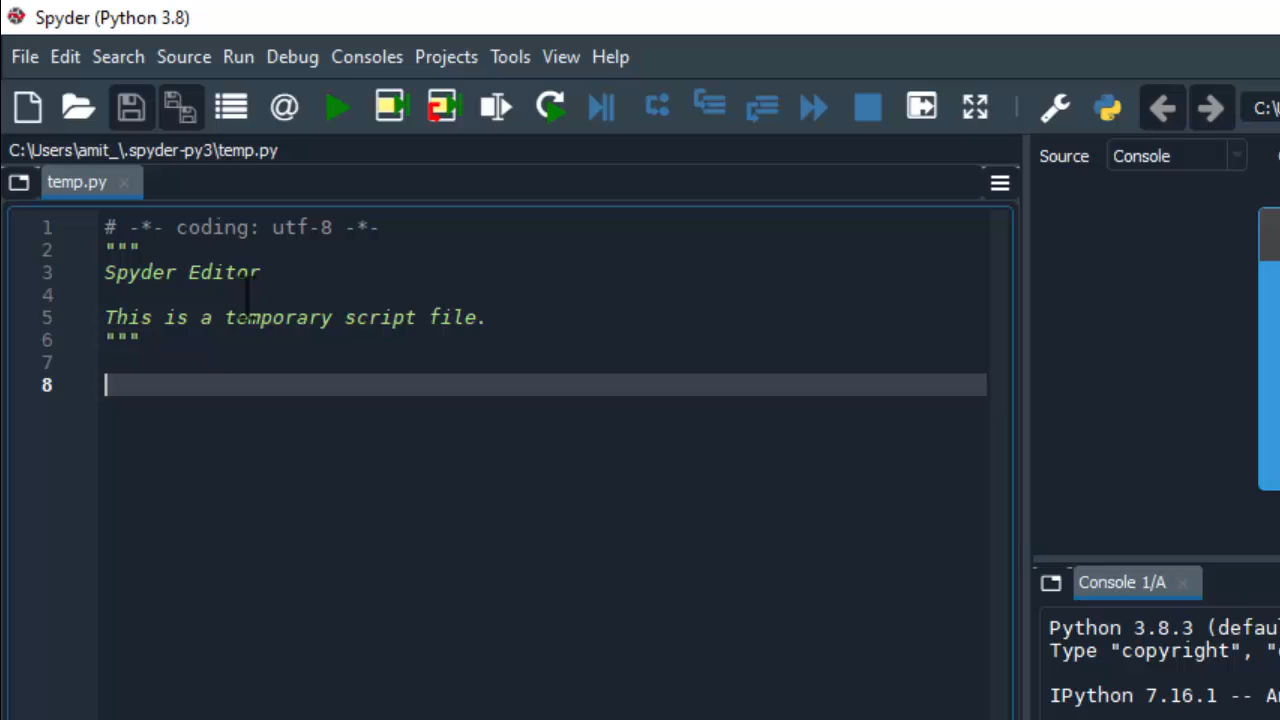 Spyder (Python 3.8)
File Edit Search Source Run Debug Consoles Projects Tools View Help
C:\Users\amit_\.spyder-py3\temp.py
temp.py
1 # -*- coding: utf-8 -*-
2 """
3 Spyder Editor
4
5 This is a temporary script file.
6 """
7
8
Source Console
Console 1/A
Python 3.8.3
Type "copyright",
IPython 7.16.1 --